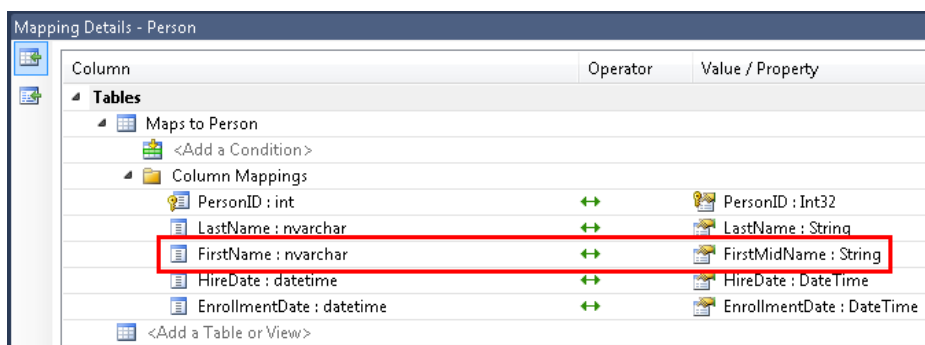 Mapping Details - Person
Column Operator Value / Property
Tables
Maps to Person
<Add a Condition>
Column Mappings
PersonID : int PersonID : Int32
LastName : nvarchar LastName : String
FirstName : nvarchar FirstMidName : String
HireDate : datetime HireDate : DateTime
EnrollmentDate : datetime EnrollmentDate : DateTime
<Add a Table or View>